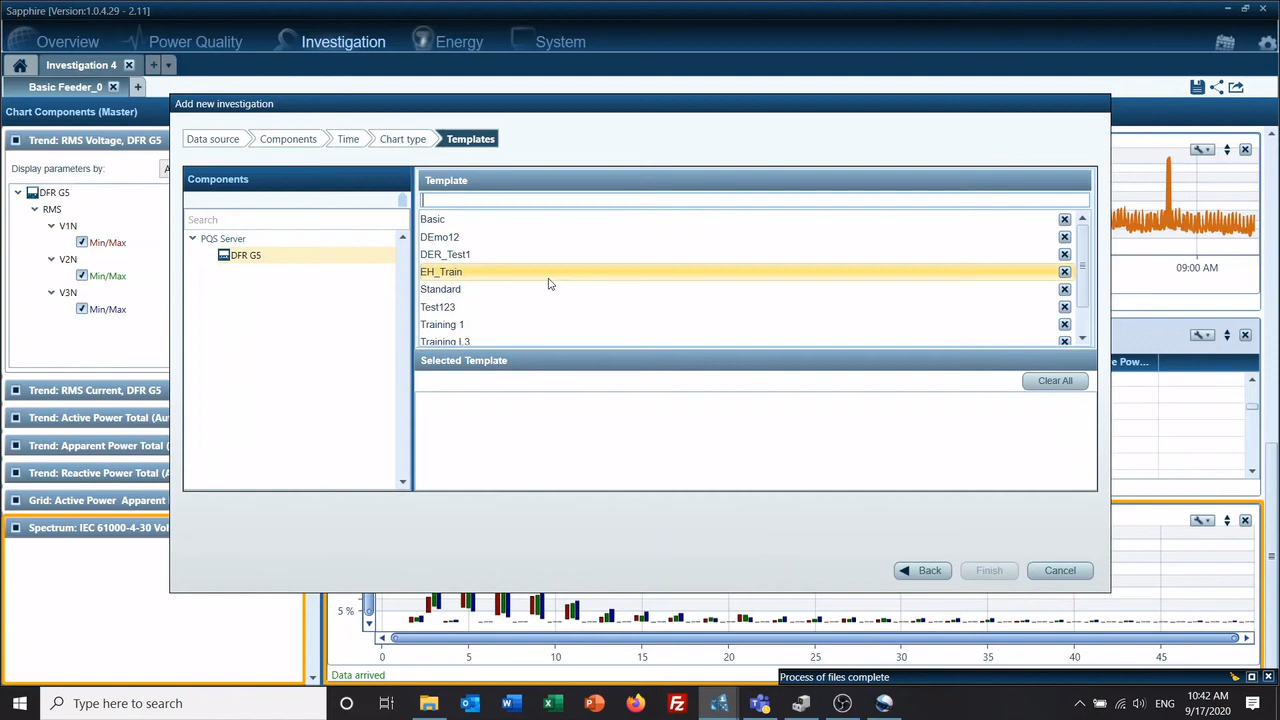 Sapphire (Version:1.0.4.29 - 2.11)
Overview Power Quality Investigation Energy System
Investigation 4
Basic Feeder_0
Chart Components (Master)
Add new investigation
Data source Components Time Chart type Templates
Trend: RMS Voltage, DFR G5
Display parameters by:
DFR G5
RMS
V1N
Min/Max
V2N
Min/Max
V3N
Min/Max
Trend: RMS Current, DFR G5
Trend: Active Power Total (Au
Trend: Apparent Power Total (
Trend: Reactive Power Total (A
Grid: Active Power Apparent
Spectrum: IEC 61000-4-30 Vol
Components
Search
PQS Server
DFR G5
Template
Basic
DEmo12
DER_Test1
EH_Train
Standard
Test123
Training 1
Training L3
Selected Template
Clear All
Back Finish Cancel
09:00 AM
e Pow...
5 %
0 5 10 15 20 25 30 35 40 45
Data arrived
Process of files complete
Type here to search
10:42 AM
9/17/2020